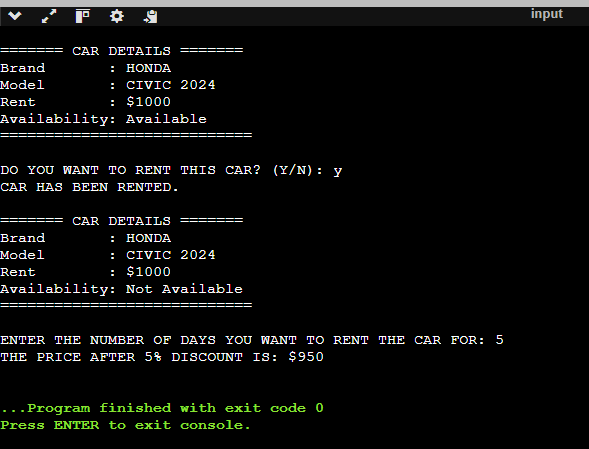 input
======= CAR DETAILS =======
Brand       : HONDA
Model       : CIVIC 2024
Rent        : $1000
Availability: Available
============================
DO YOU WANT TO RENT THIS CAR? (Y/N): y
CAR HAS BEEN RENTED.
======= CAR DETAILS =======
Brand       : HONDA
Model       : CIVIC 2024
Rent        : $1000
Availability: Not Available
============================
ENTER THE NUMBER OF DAYS YOU WANT TO RENT THE CAR FOR: 5
THE PRICE AFTER 5% DISCOUNT IS: $950
...Program finished with exit code 0
Press ENTER to exit console.